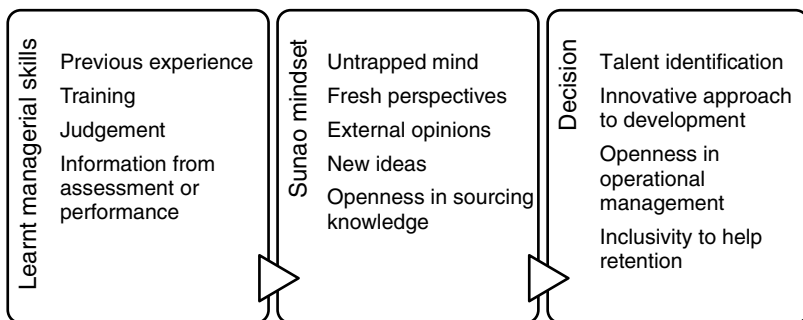 Learnt managerial skills
Previous experience
Training
Judgement
Information from
assessment or
performance
Sunao mindset
Untrapped mind
Fresh perspectives
External opinions
New ideas
Openness in sourcing
knowledge
Decision
Talent identification
Innovative approach
to development
Openness in
operational
management
Inclusivity to help
retention